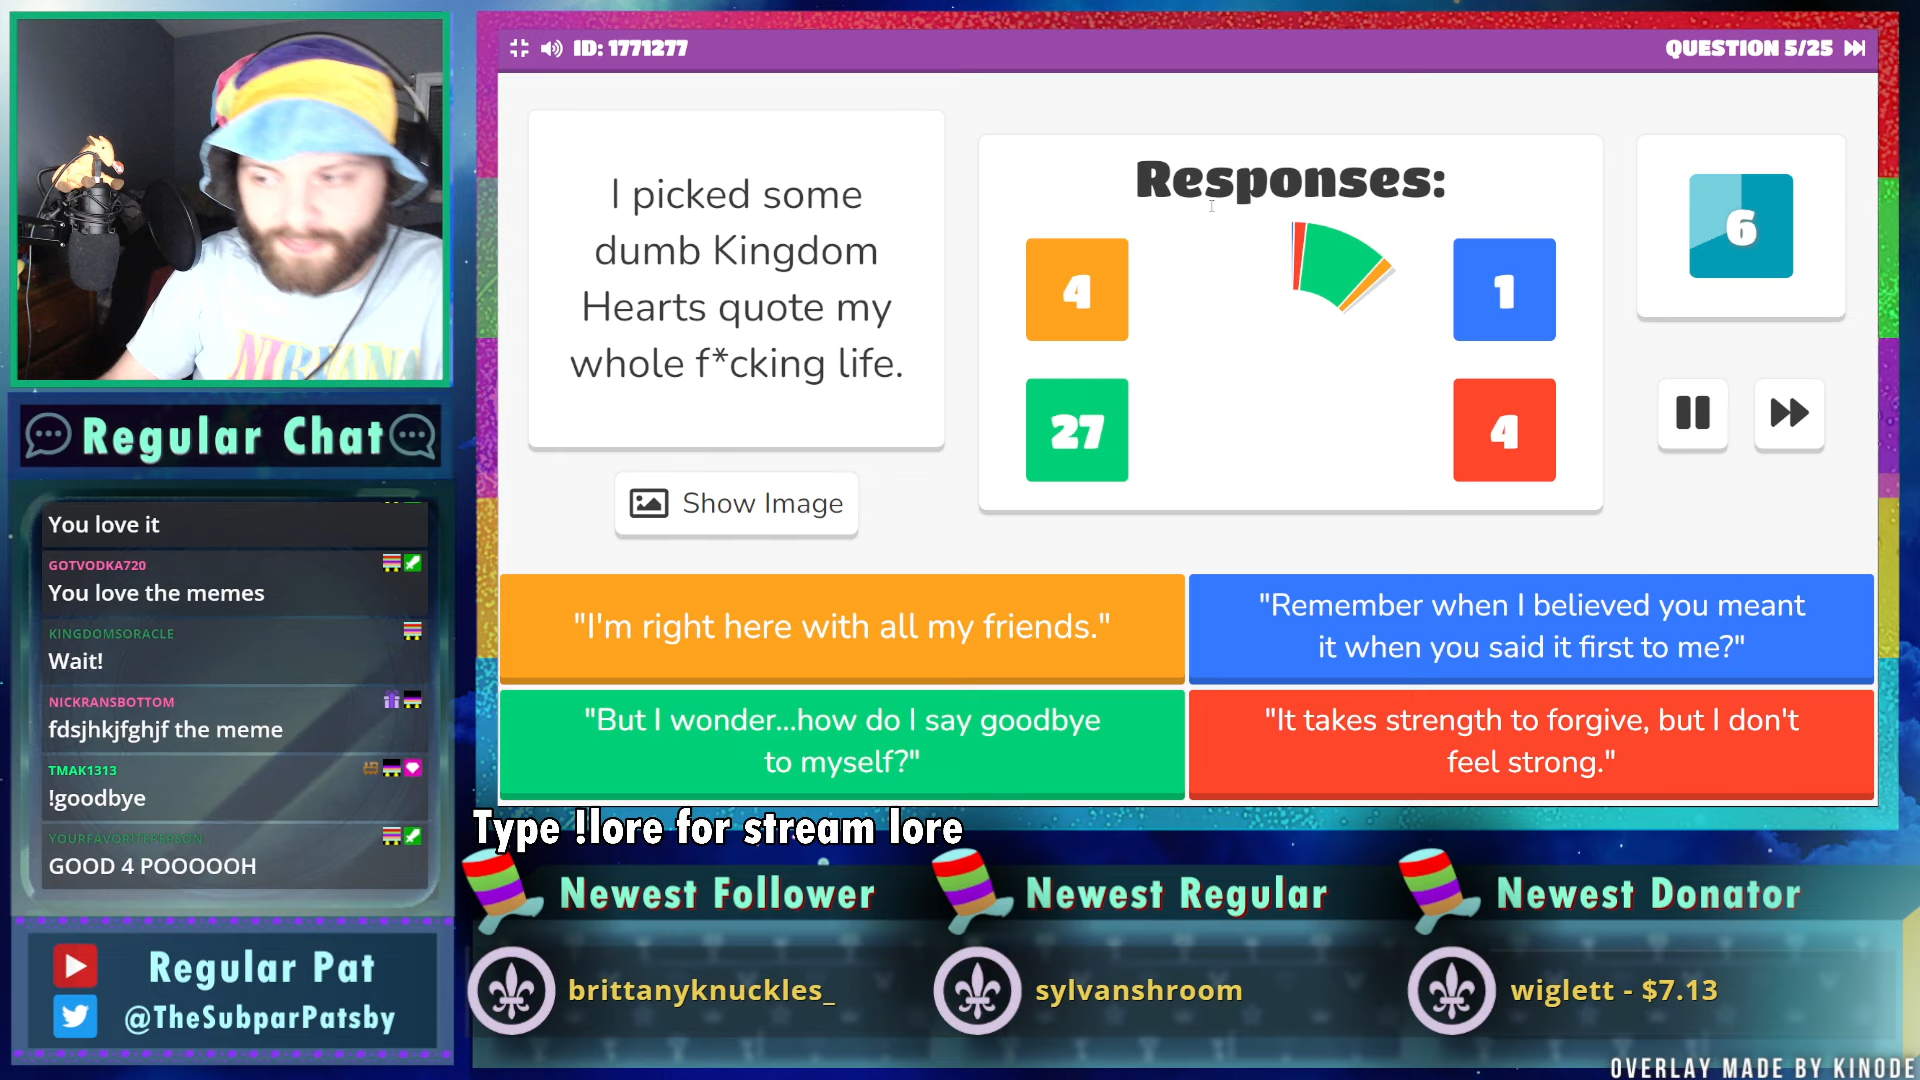 ID: 1771277
QUESTION 5/25
I picked some
dumb Kingdom
Hearts quote my
whole f*cking life.
Show Image
Responses:
4
1
27
4
6
"I'm right here with all my friends."
"Remember when I believed you meant
it when you said it first to me?"
"But I wonder...how do I say goodbye
to myself?"
"It takes strength to forgive, but I don't
feel strong."
NIRVANA
Regular Chat
You love it
GOTVODKA720
You love the memes
KINGDOMSORACLE
Wait!
NICKRANSBOTTOM
fdsjhkjfghjf the meme
TMAK1313
!goodbye
YOURFAVORITEPERSON
GOOD 4 POOOOOH
Regular Pat
@TheSubparPatsby
Type !lore for stream lore
Newest Follower
brittanyknuckles_
Newest Regular
sylvanshroom
Newest Donator
wiglett - $7.13
OVERLAY MADE BY KINODE